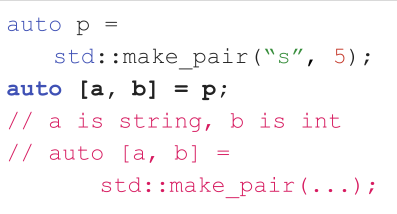 auto p =
std::make_pair(“s”, 5);
auto [a, b] = p;
// a is string, b is int
// auto [a, b] =
std::make_pair(...);